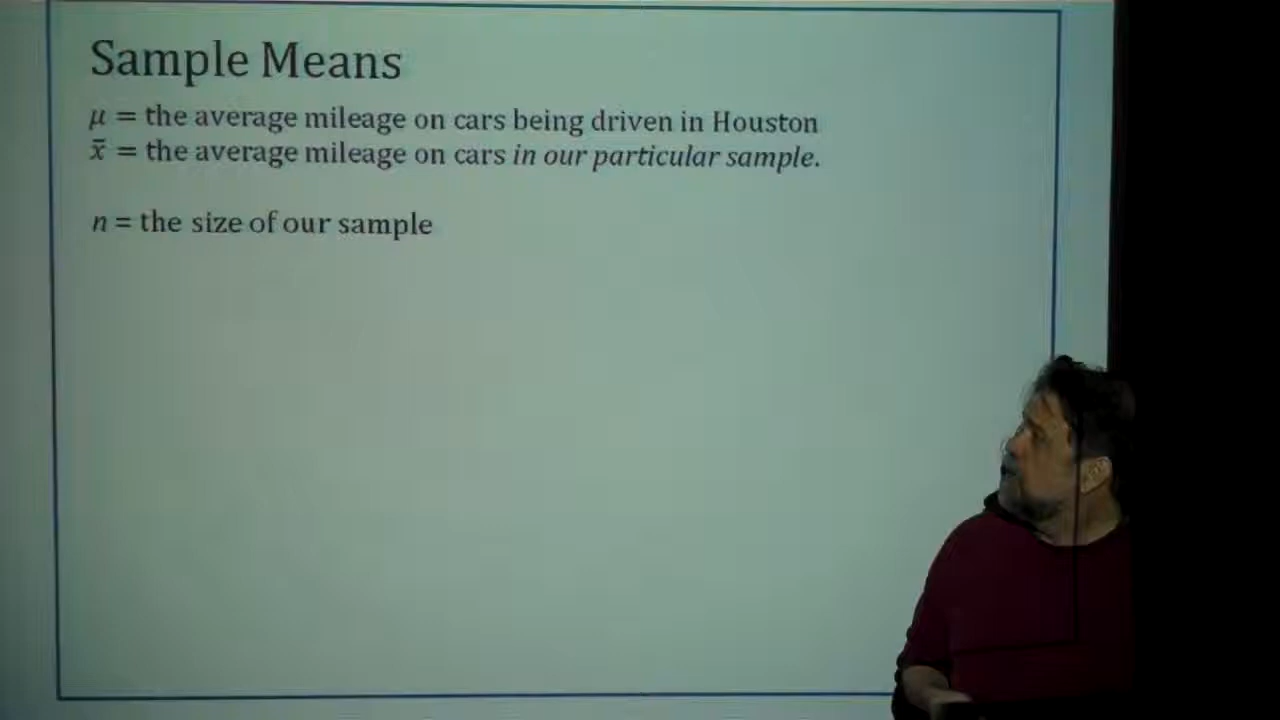 Sample Means
μ = the average mileage on cars being driven in Houston
x̄ = the average mileage on cars in our particular sample.
n = the size of our sample